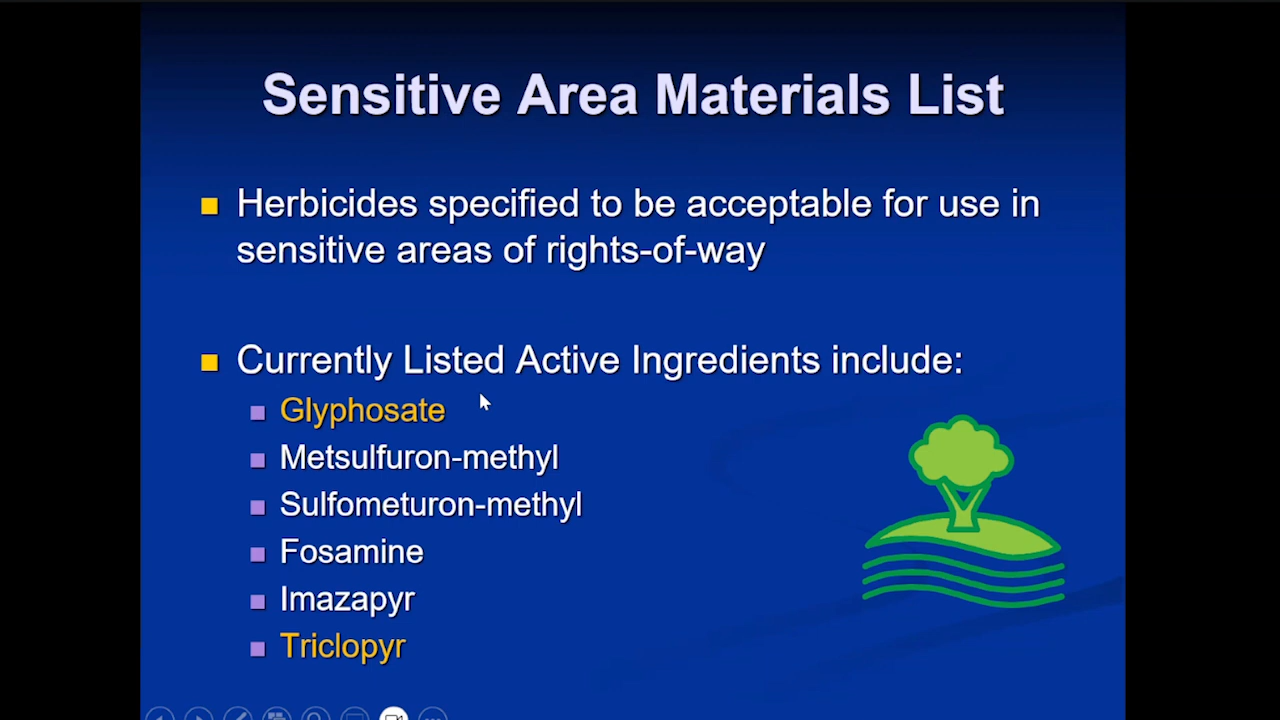 Sensitive Area Materials List
Herbicides specified to be acceptable for use in
sensitive areas of rights-of-way
Currently Listed Active Ingredients include:
Glyphosate
Metsulfuron-methyl
Sulfometuron-methyl
Fosamine
Imazapyr
Triclopyr